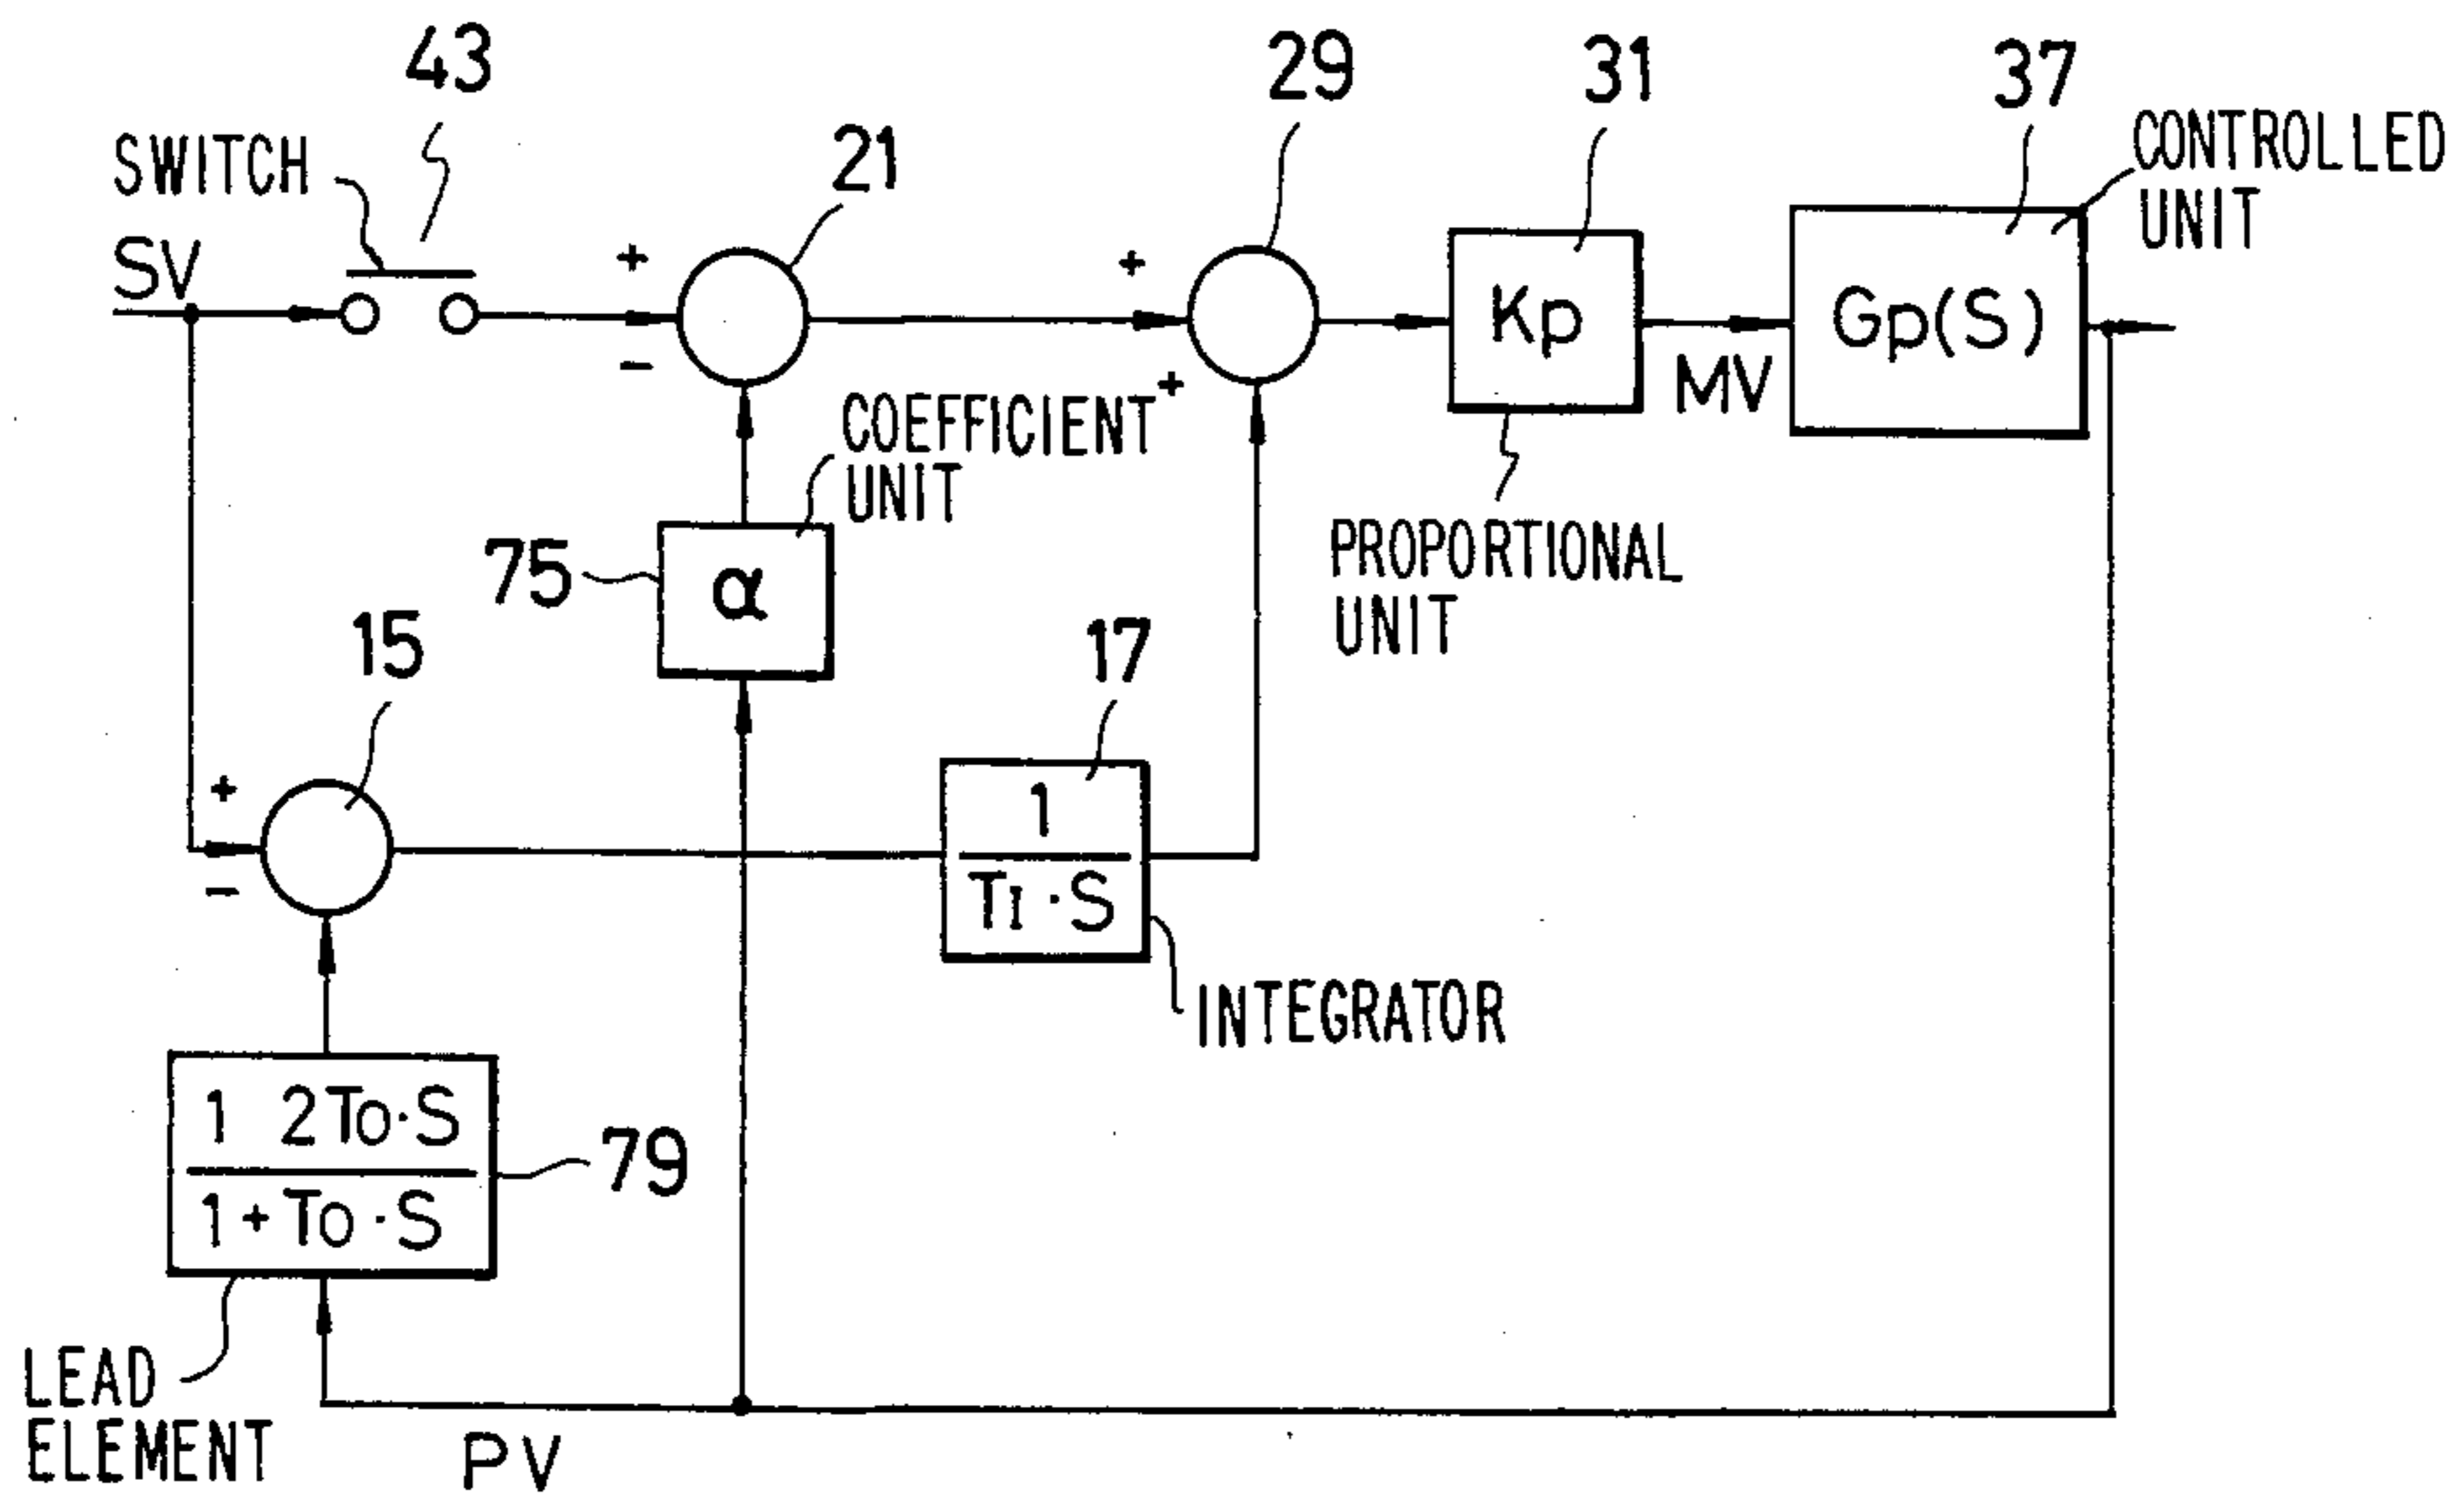 43
29
31
37
SWITCH
21
CONTROLLED
UNIT
SV
+
+
Kp
Gp(S)
−
+
MV
COEFFICIENT
UNIT
75
α
PROPORTIONAL
UNIT
15
17
+
1
−
TI·S
INTEGRATOR
1 2To·S
79
1+To·S
LEAD
ELEMENT
PV